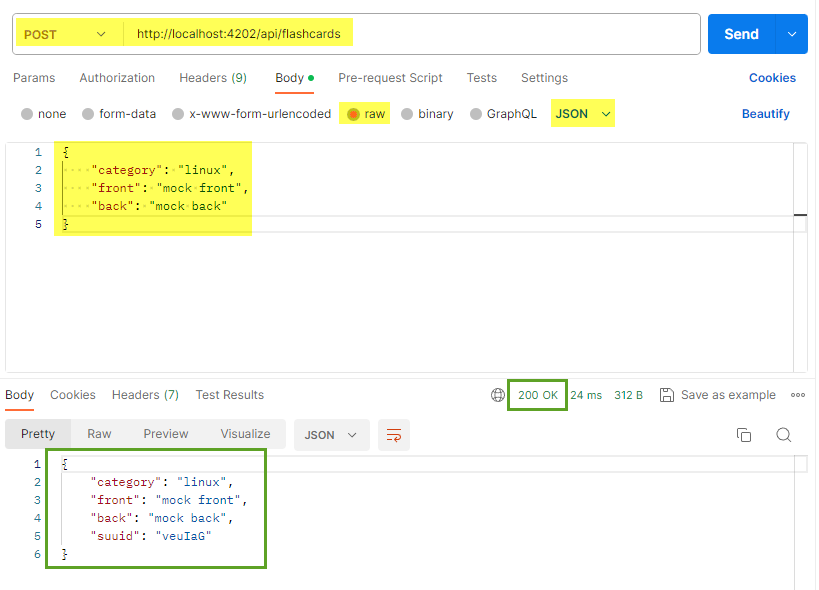 POST http://localhost:4202/api/flashcards Send
Params Authorization Headers (9) Body Pre-request Script Tests Settings Cookies
none form-data x-www-form-urlencoded raw binary GraphQL JSON Beautify
1 {
2 ····"category":·"linux",
3 ····"front":·"mock·front",
4 ····"back":·"mock·back"
5 }
Body Cookies Headers (7) Test Results 200 OK 24 ms 312 B Save as example
Pretty Raw Preview Visualize JSON
1 {
2     "category": "linux",
3     "front": "mock front",
4     "back": "mock back",
5     "suuid": "veuIaG"
6 }